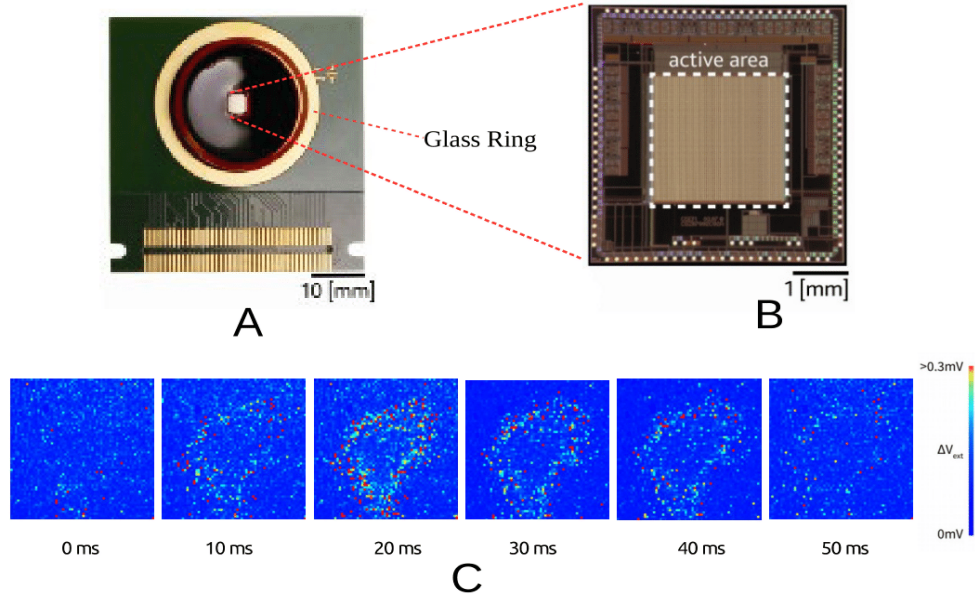 active area
Glass Ring
10 [mm]
1 [mm]
A
B
>0.3mV
ΔVext
0mV
0 ms
10 ms
20 ms
30 ms
40 ms
50 ms
C